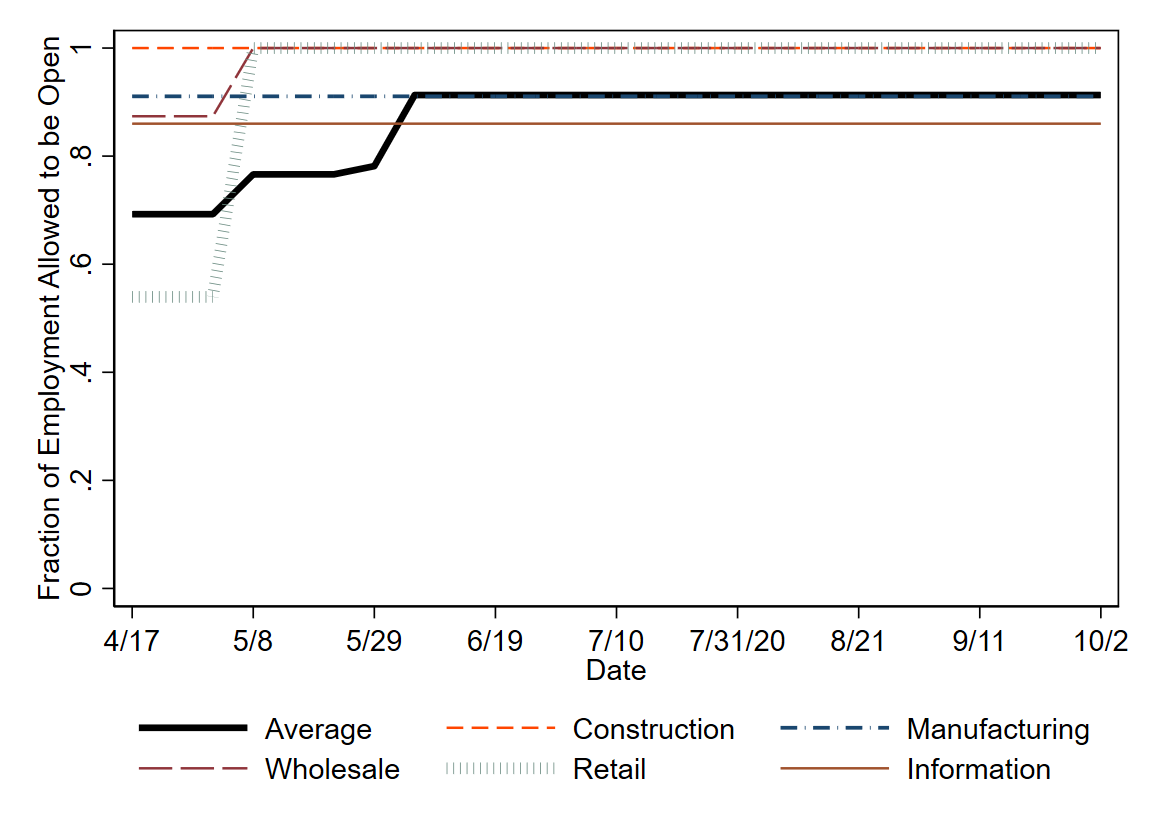 Fraction of Employment Allowed to be Open
1
.8
.6
.4
.2
0
4/17 5/8 5/29 6/19 7/10 7/31/20 8/21 9/11 10/2
Date
Average Construction Manufacturing
Wholesale Retail Information